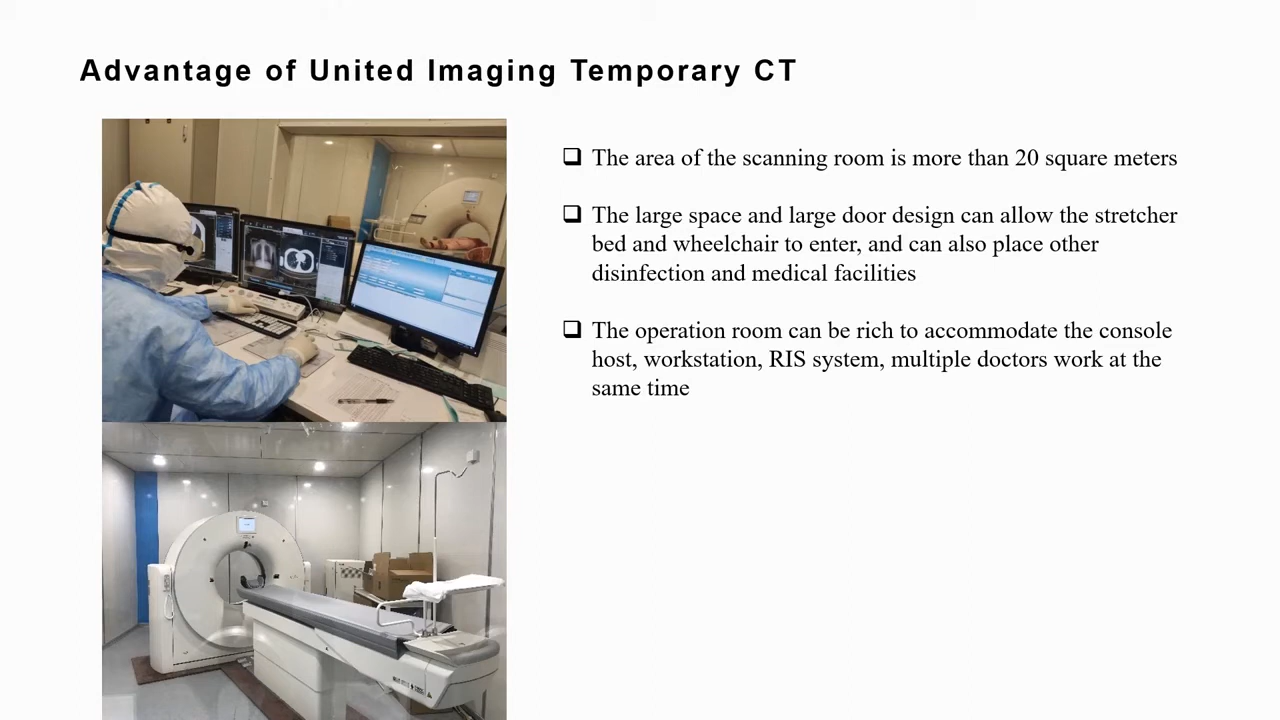 Advantage of United Imaging Temporary CT
The area of the scanning room is more than 20 square meters
The large space and large door design can allow the stretcher
bed and wheelchair to enter, and can also place other
disinfection and medical facilities
The operation room can be rich to accommodate the console
host, workstation, RIS system, multiple doctors work at the
same time